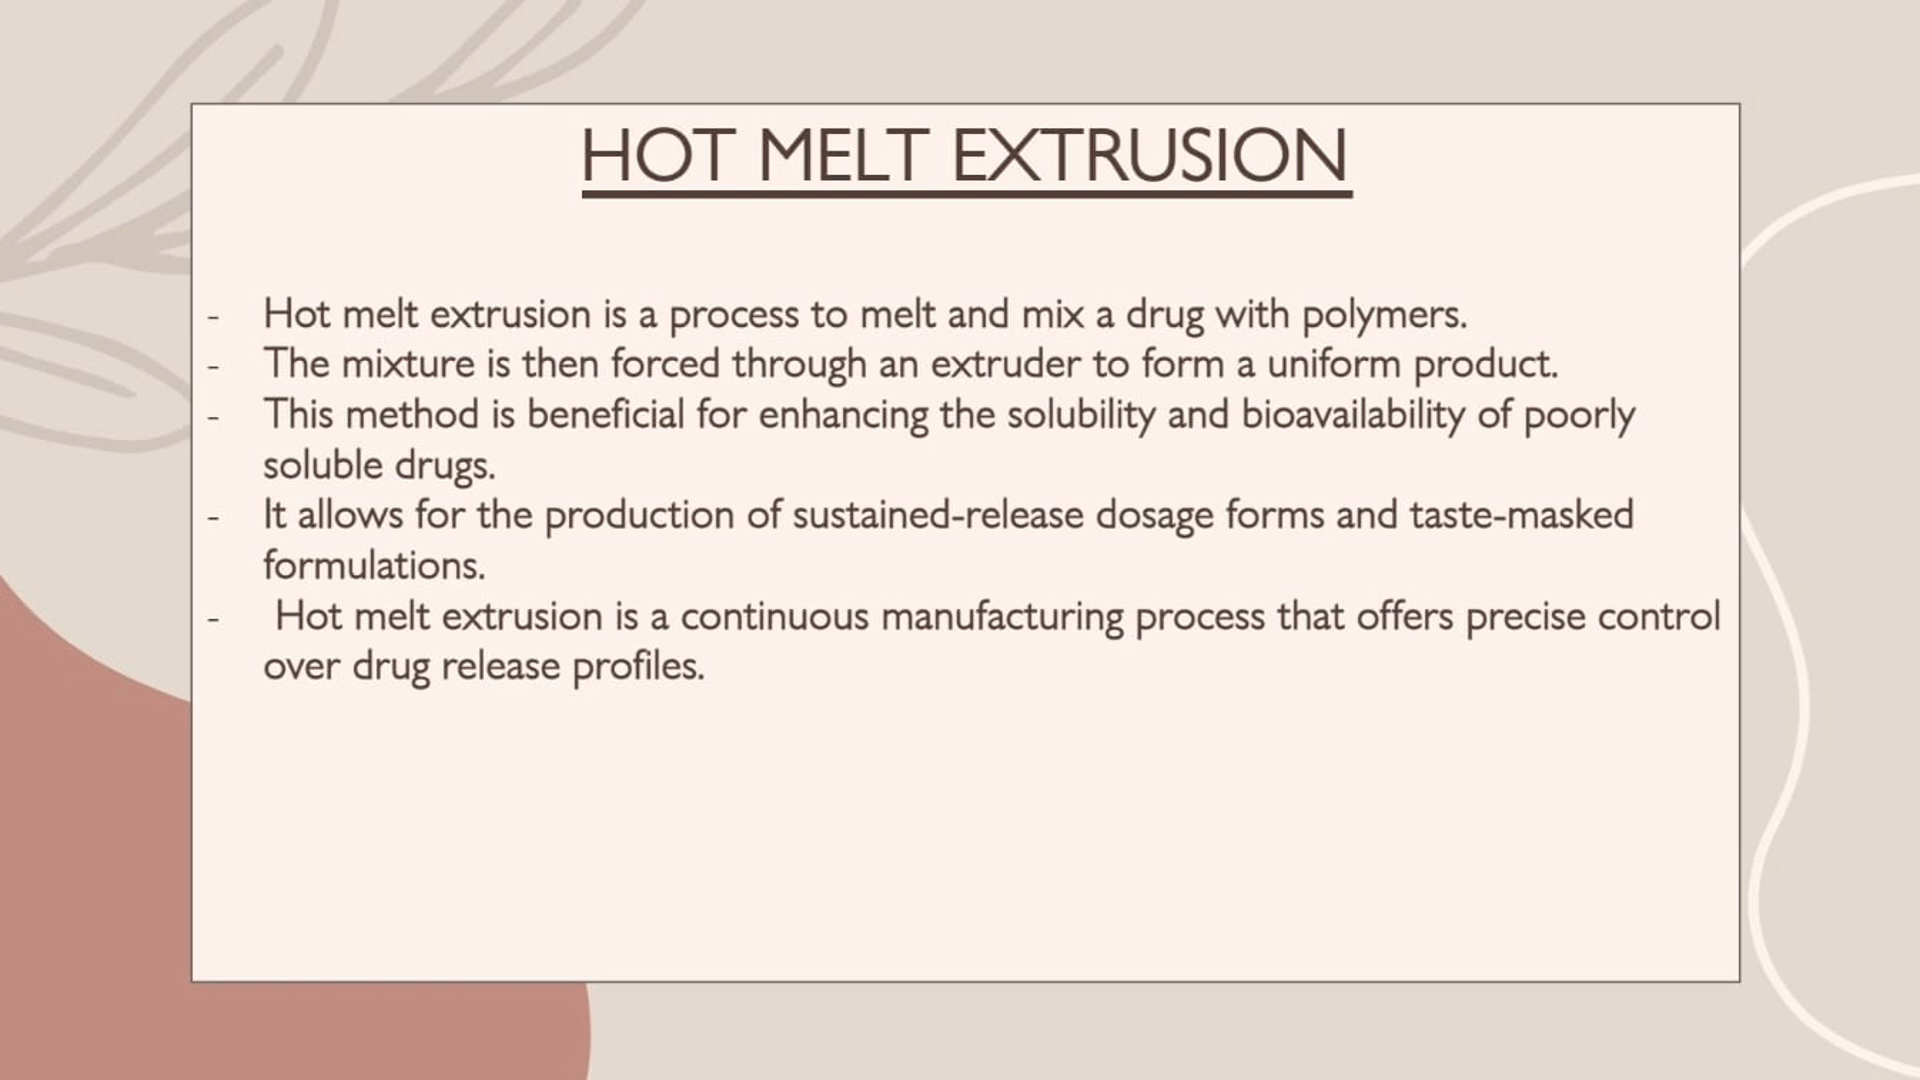 HOT MELT EXTRUSION
- Hot melt extrusion is a process to melt and mix a drug with polymers.
- The mixture is then forced through an extruder to form a uniform product.
- This method is beneficial for enhancing the solubility and bioavailability of poorly
soluble drugs.
- It allows for the production of sustained-release dosage forms and taste-masked
formulations.
- Hot melt extrusion is a continuous manufacturing process that offers precise control
over drug release profiles.